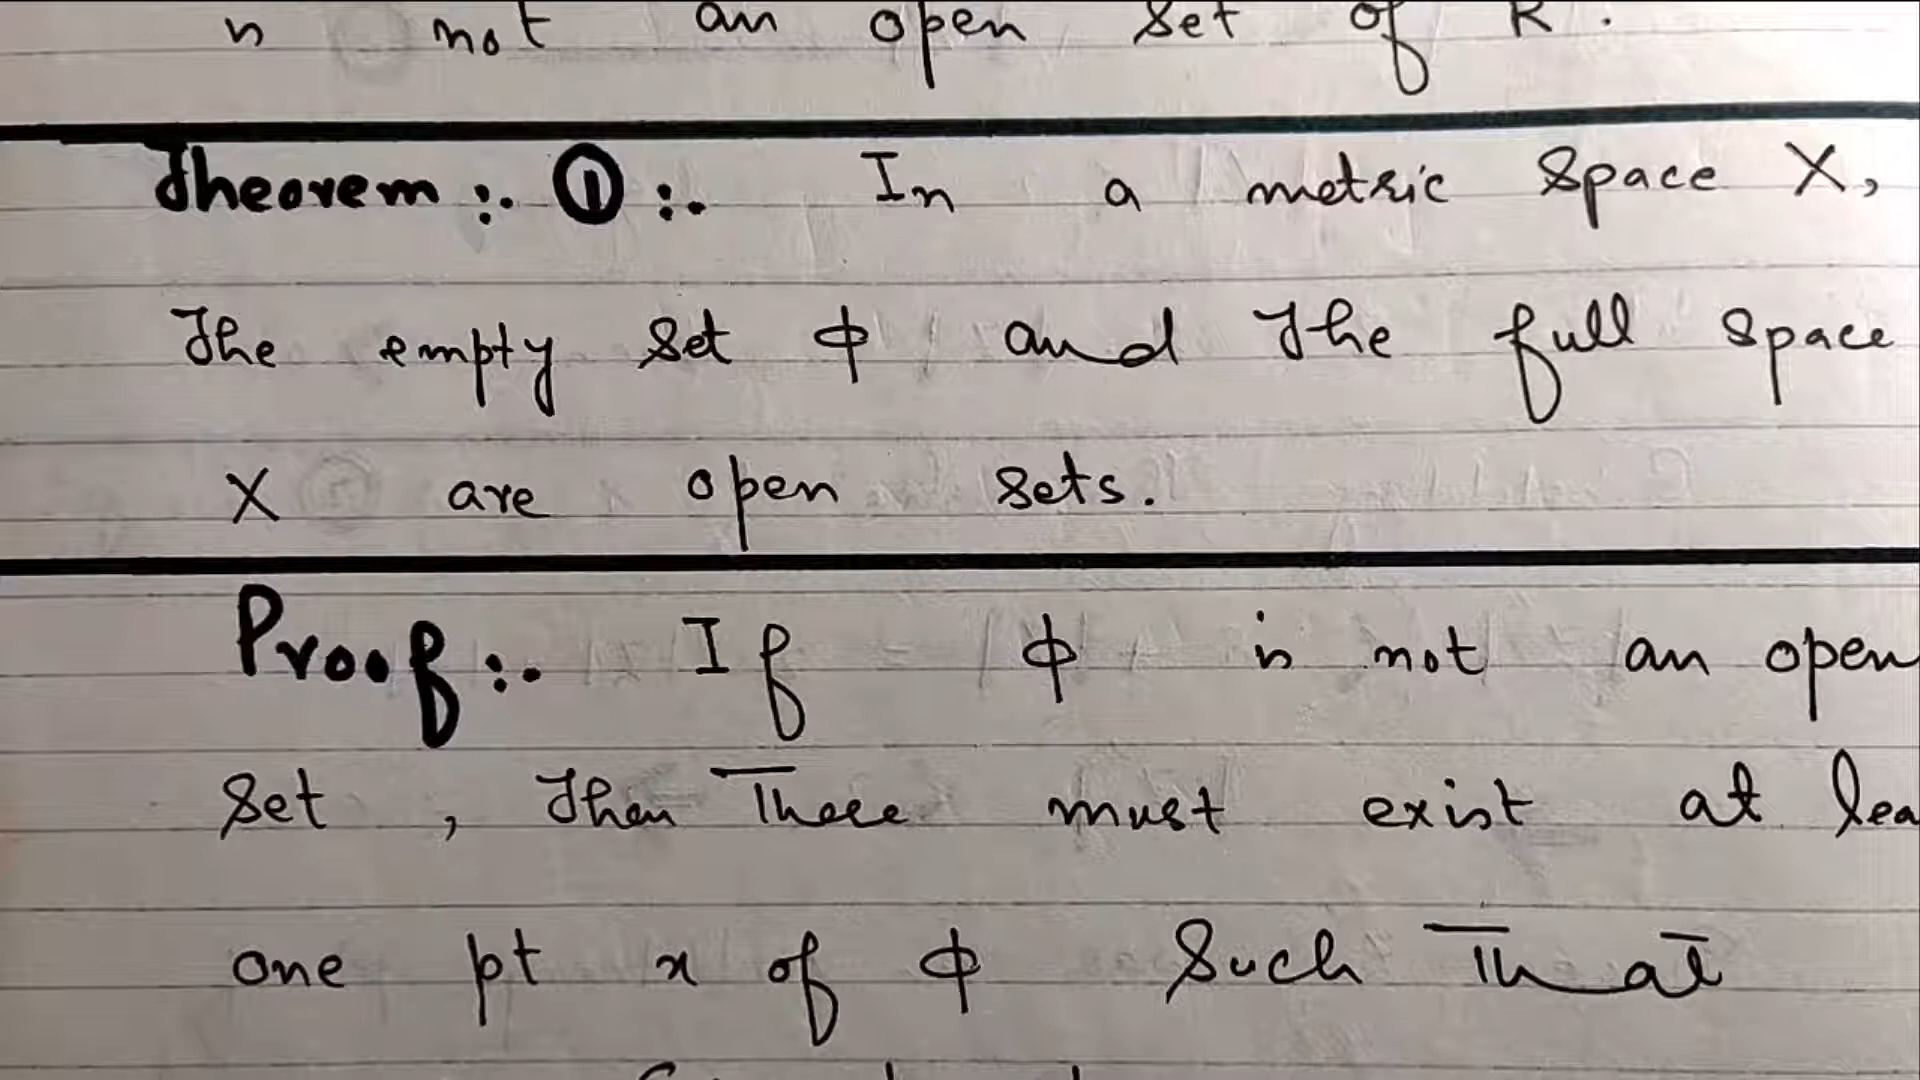 is not an open set of R.
Theorem :. ① :. In a metric space X,
The empty set ϕ and The full space
X are open sets.
Proof :. If ϕ is not an open
set , Then There must exist at lea
one pt x of ϕ Such That